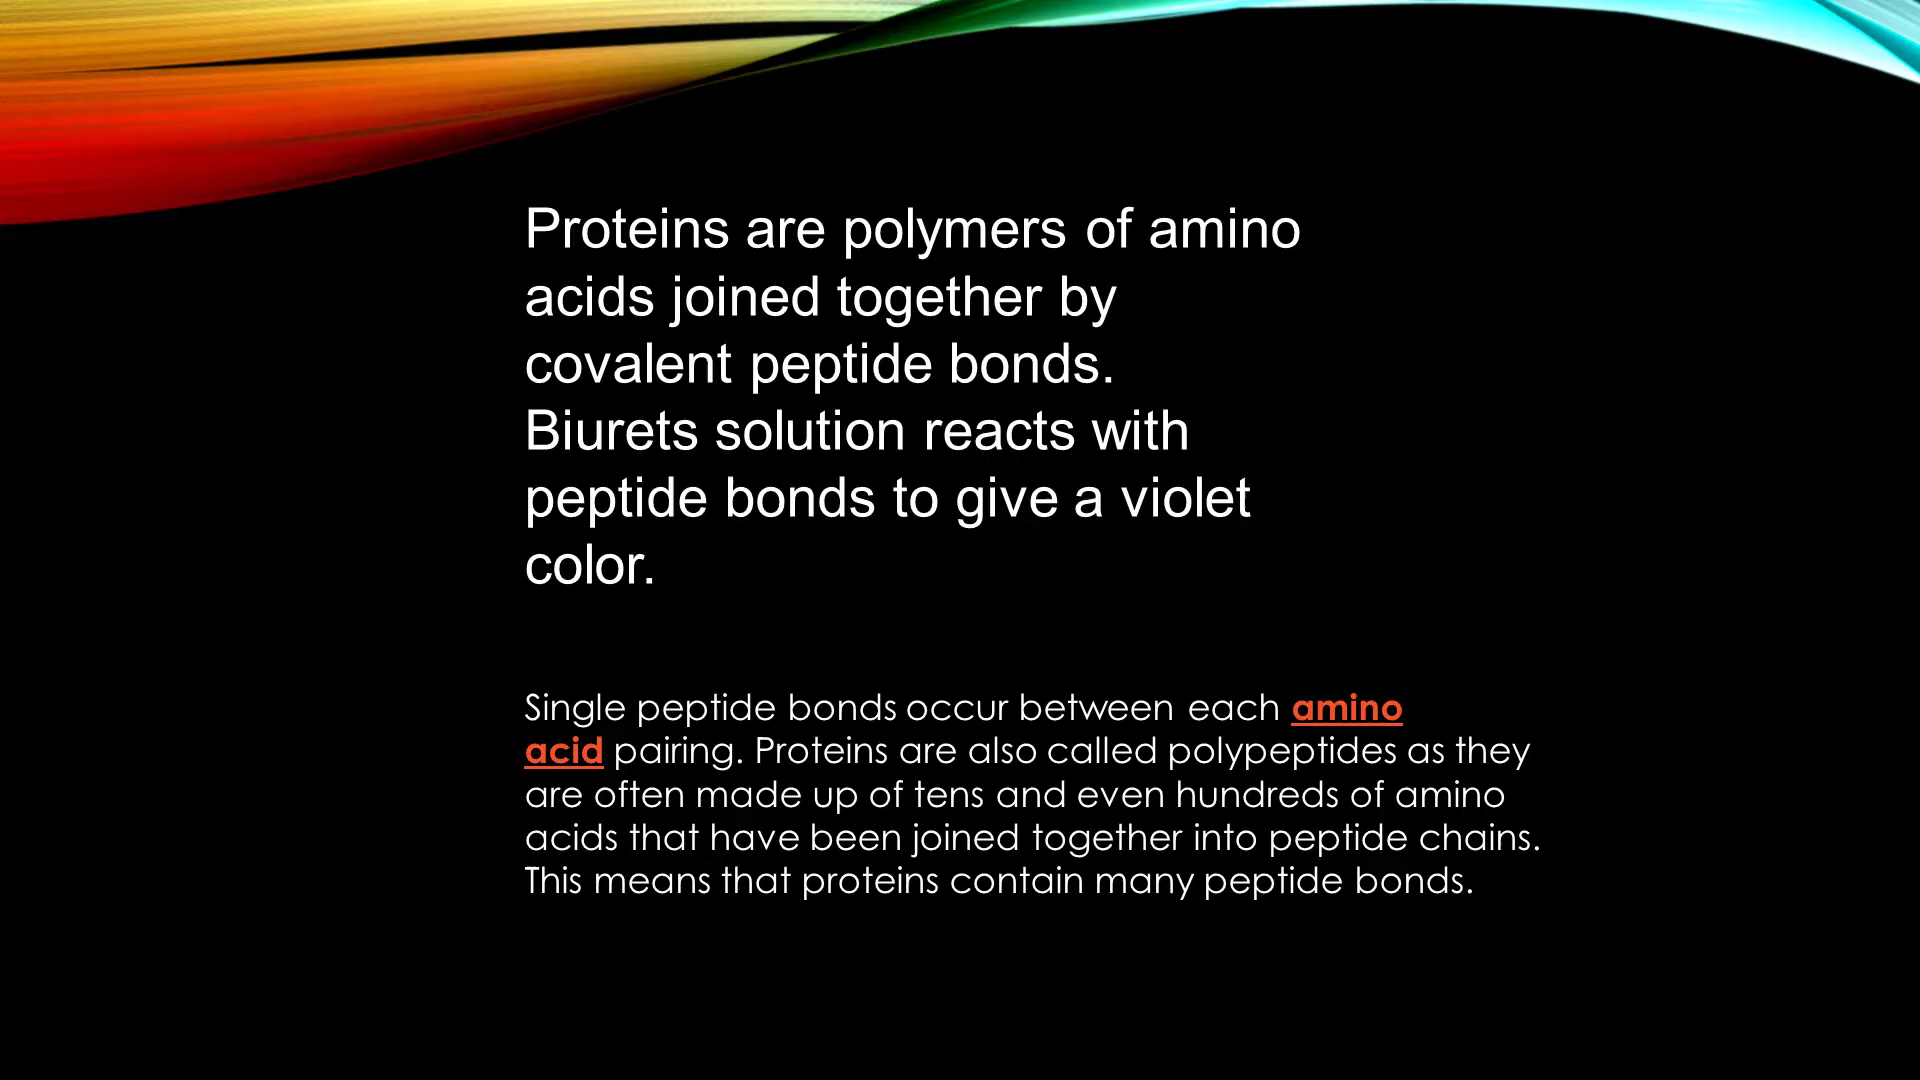 Proteins are polymers of amino
acids joined together by
covalent peptide bonds.
Biurets solution reacts with
peptide bonds to give a violet
color.
Single peptide bonds occur between each amino
acid pairing. Proteins are also called polypeptides as they
are often made up of tens and even hundreds of amino
acids that have been joined together into peptide chains.
This means that proteins contain many peptide bonds.